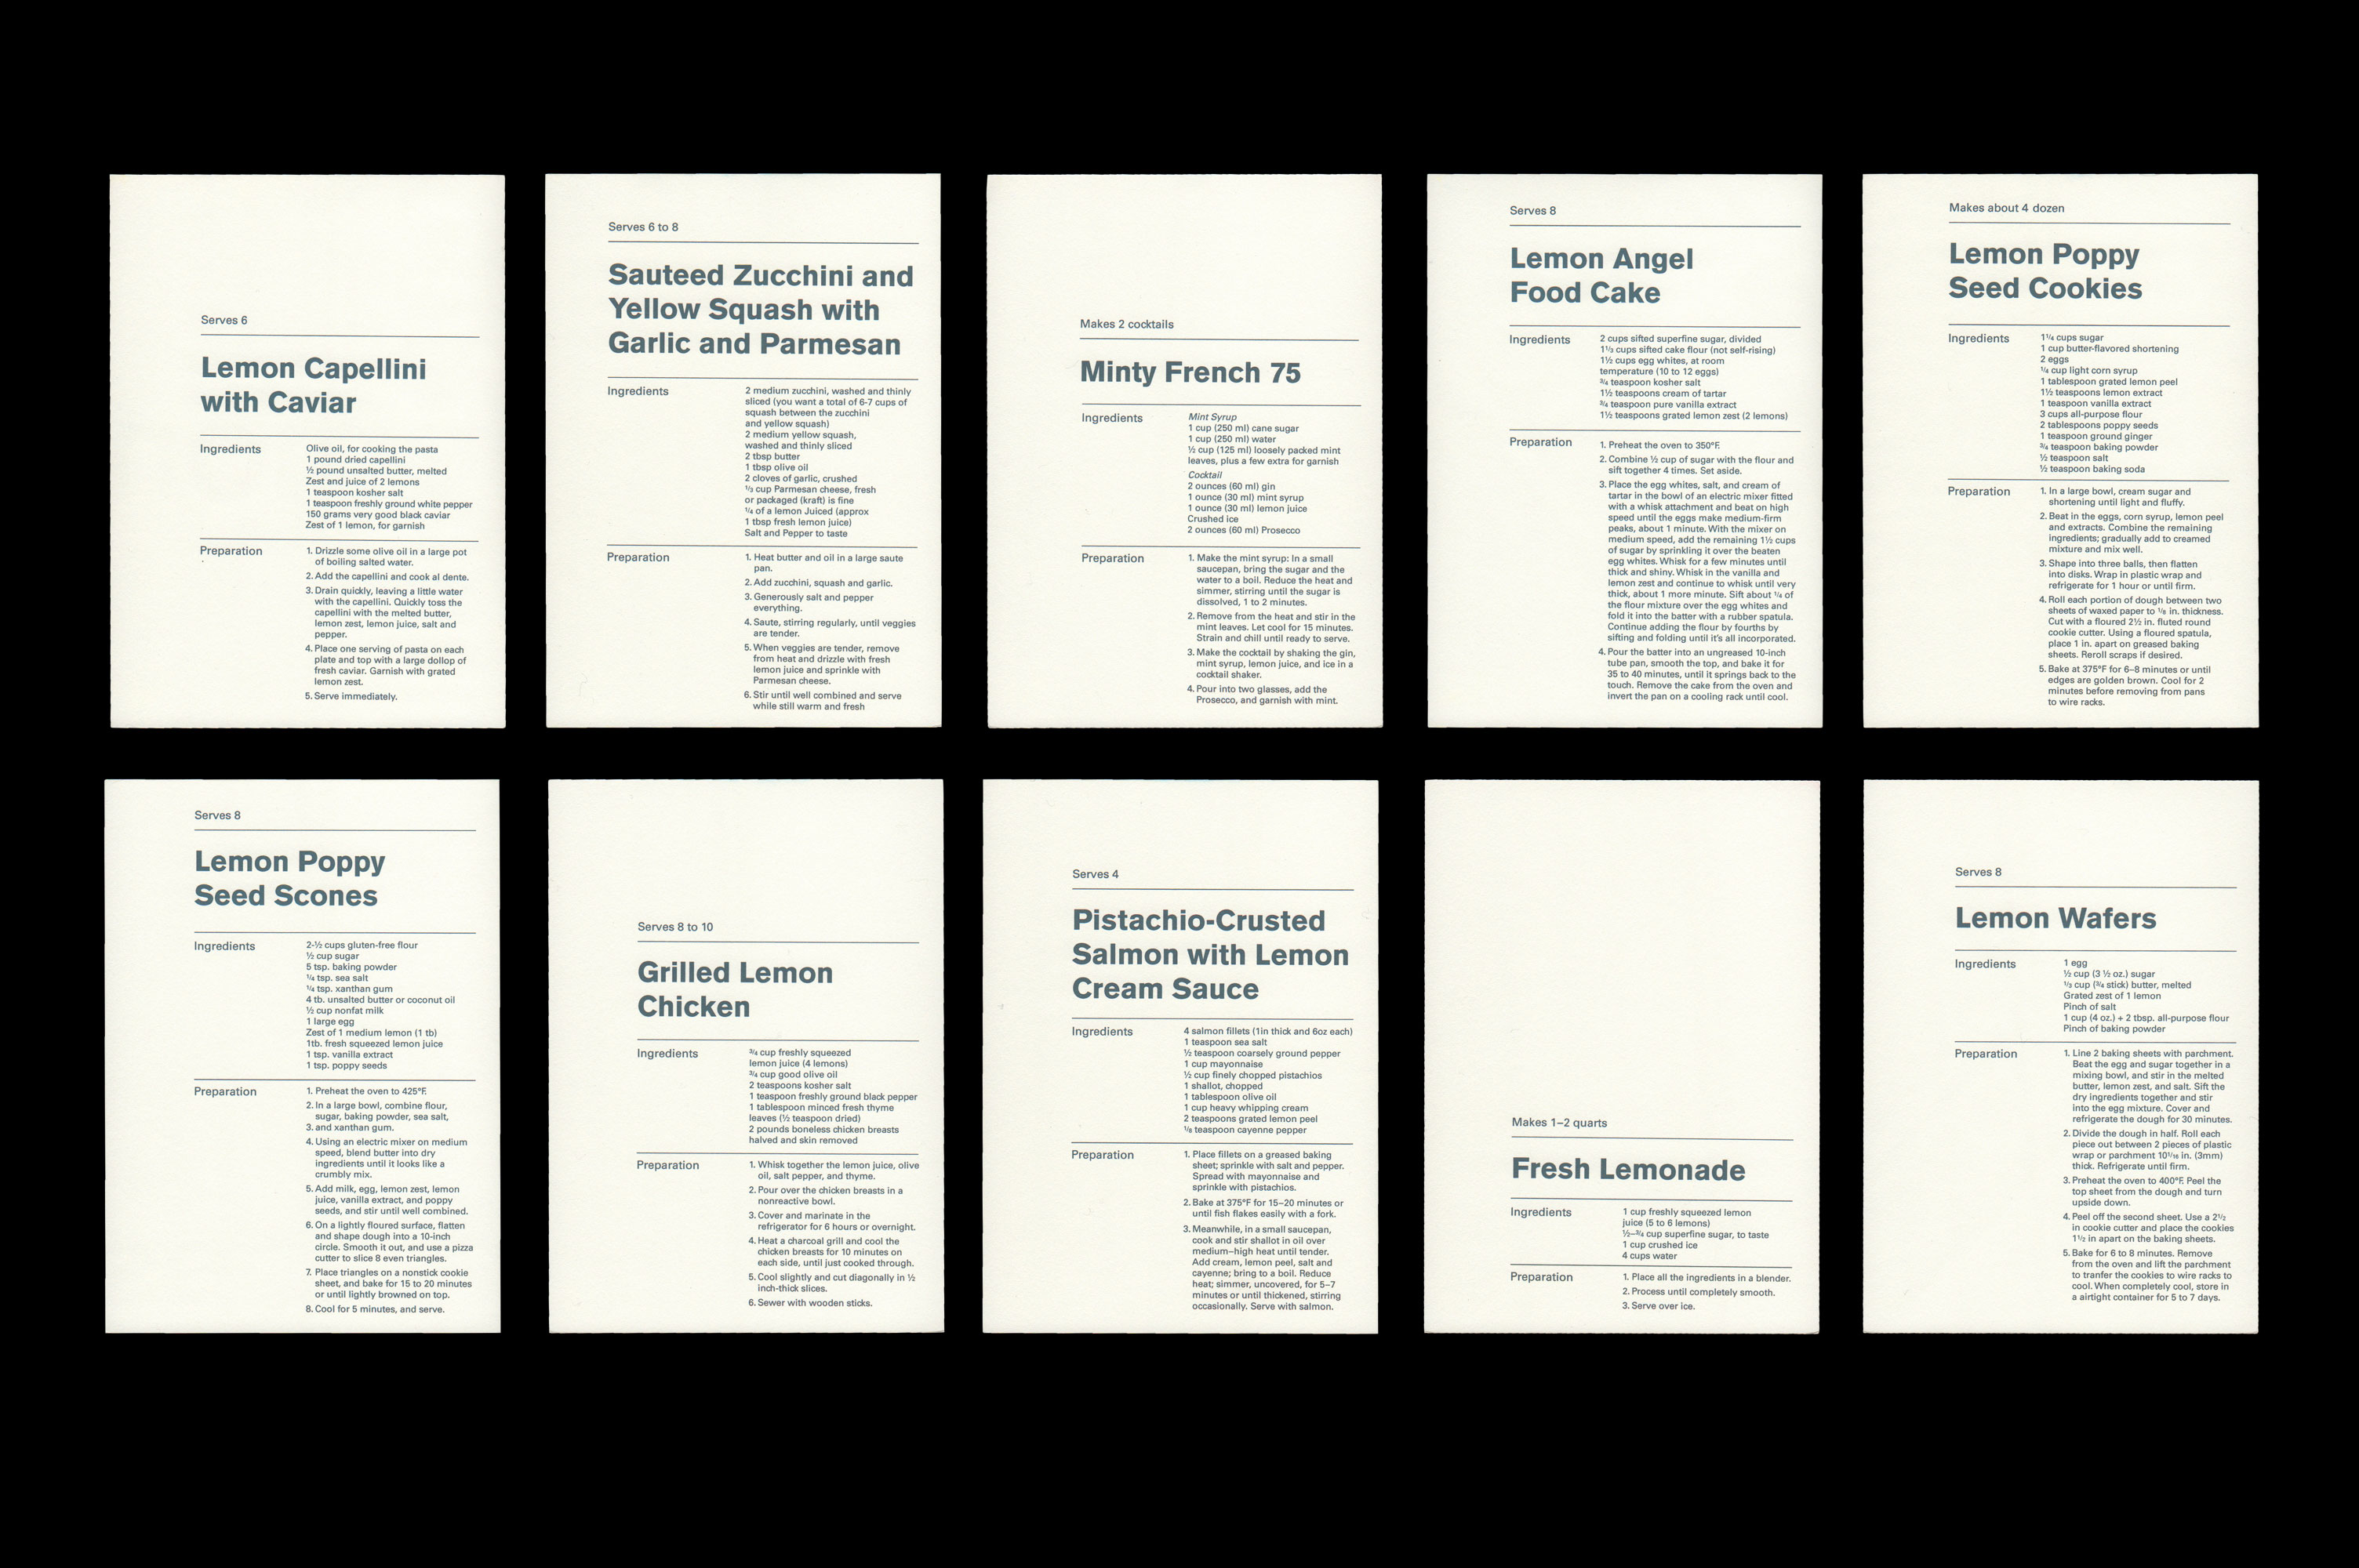 Serves 6
Lemon Capellini
with Caviar
Ingredients
Olive oil, for cooking the pasta
1 pound dried capellini
½ pound unsalted butter, melted
Zest and juice of 2 lemons
1 teaspoon kosher salt
1 teaspoon freshly ground white pepper
150 grams very good black caviar
Zest of 1 lemon, for garnish
Preparation
1. Drizzle some olive oil in a large pot
of boiling salted water.
2. Add the capellini and cook al dente.
3. Drain quickly, leaving a little water
with the capellini. Quickly toss the
capellini with the melted butter,
lemon zest, lemon juice, salt and
pepper.
4. Place one serving of pasta on each
plate and top with a large dollop of
fresh caviar. Garnish with grated
lemon zest.
5. Serve immediately.
Serves 6 to 8
Sauteed Zucchini and
Yellow Squash with
Garlic and Parmesan
Ingredients
2 medium zucchini, washed and thinly
sliced (you want a total of 6-7 cups of
squash between the zucchini
and yellow squash)
2 medium yellow squash,
washed and thinly sliced
2 tbsp butter
1 tbsp olive oil
2 cloves of garlic, crushed
⅓ cup Parmesan cheese, fresh
or packaged (kraft) is fine
¼ of a lemon Juiced (approx
1 tbsp fresh lemon juice)
Salt and Pepper to taste
Preparation
1. Heat butter and oil in a large saute
pan.
2. Add zucchini, squash and garlic.
3. Generously salt and pepper
everything.
4. Saute, stirring regularly, until veggies
are tender.
5. When veggies are tender, remove
from heat and drizzle with fresh
lemon juice and sprinkle with
Parmesan cheese.
6. Stir until well combined and serve
while still warm and fresh
Makes 2 cocktails
Minty French 75
Ingredients
Mint Syrup
1 cup (250 ml) cane sugar
1 cup (250 ml) water
½ cup (125 ml) loosely packed mint
leaves, plus a few extra for garnish
Cocktail
2 ounces (60 ml) gin
1 ounce (30 ml) mint syrup
1 ounce (30 ml) lemon juice
Crushed ice
2 ounces (60 ml) Prosecco
Preparation
1. Make the mint syrup: In a small
saucepan, bring the sugar and the
water to a boil. Reduce the heat and
simmer, stirring until the sugar is
dissolved, 1 to 2 minutes.
2. Remove from the heat and stir in the
mint leaves. Let cool for 15 minutes.
Strain and chill until ready to serve.
3. Make the cocktail by shaking the gin,
mint syrup, lemon juice, and ice in a
cocktail shaker.
4. Pour into two glasses, add the
Prosecco, and garnish with mint.
Serves 8
Lemon Angel
Food Cake
Ingredients
2 cups sifted superfine sugar, divided
1⅓ cups sifted cake flour (not self-rising)
1½ cups egg whites, at room
temperature (10 to 12 eggs)
¾ teaspoon kosher salt
1½ teaspoons cream of tartar
¾ teaspoon pure vanilla extract
1½ teaspoons grated lemon zest (2 lemons)
Preparation
1. Preheat the oven to 350°F.
2. Combine ½ cup of sugar with the flour and
sift together 4 times. Set aside.
3. Place the egg whites, salt, and cream of
tartar in the bowl of an electric mixer fitted
with a whisk attachment and beat on high
speed until the eggs make medium-firm
peaks, about 1 minute. With the mixer on
medium speed, add the remaining 1½ cups
of sugar by sprinkling it over the beaten
egg whites. Whisk for a few minutes until
thick and shiny. Whisk in the vanilla and
lemon zest and continue to whisk until very
thick, about 1 more minute. Sift about ¼ of
the flour mixture over the egg whites and
fold it into the batter with a rubber spatula.
Continue adding the flour by fourths by
sifting and folding until it's all incorporated.
4. Pour the batter into an ungreased 10-inch
tube pan, smooth the top, and bake it for
35 to 40 minutes, until it springs back to the
touch. Remove the cake from the oven and
invert the pan on a cooling rack until cool.
Makes about 4 dozen
Lemon Poppy
Seed Cookies
Ingredients
1¼ cups sugar
1 cup butter-flavored shortening
2 eggs
¼ cup light corn syrup
1 tablespoon grated lemon peel
1½ teaspoons lemon extract
1 teaspoon vanilla extract
3 cups all-purpose flour
2 tablespoons poppy seeds
1 teaspoon ground ginger
¾ teaspoon baking powder
½ teaspoon salt
½ teaspoon baking soda
Preparation
1. In a large bowl, cream sugar and
shortening until light and fluffy.
2. Beat in the eggs, corn syrup, lemon peel
and extracts. Combine the remaining
ingredients; gradually add to creamed
mixture and mix well.
3. Shape into three balls, then flatten
into disks. Wrap in plastic wrap and
refrigerate for 1 hour or until firm.
4. Roll each portion of dough between two
sheets of waxed paper to ⅛ in. thickness.
Cut with a floured 2½ in. fluted round
cookie cutter. Using a floured spatula,
place 1 in. apart on greased baking
sheets. Reroll scraps if desired.
5. Bake at 375°F for 6–8 minutes or until
edges are golden brown. Cool for 2
minutes before removing from pans
to wire racks.
Serves 8
Lemon Poppy
Seed Scones
Ingredients
2-½ cups gluten-free flour
½ cup sugar
5 tsp. baking powder
¼ tsp. sea salt
¼ tsp. xanthan gum
4 tb. unsalted butter or coconut oil
½ cup nonfat milk
1 large egg
Zest of 1 medium lemon (1 tb)
1tb. fresh squeezed lemon juice
1 tsp. vanilla extract
1 tsp. poppy seeds
Preparation
1. Preheat the oven to 425°F.
2. In a large bowl, combine flour,
sugar, baking powder, sea salt,
3. and xanthan gum.
4. Using an electric mixer on medium
speed, blend butter into dry
ingredients until it looks like a
crumbly mix.
5. Add milk, egg, lemon zest, lemon
juice, vanilla extract, and poppy
seeds, and stir until well combined.
6. On a lightly floured surface, flatten
and shape dough into a 10-inch
circle. Smooth it out, and use a pizza
cutter to slice 8 even triangles.
7. Place triangles on a nonstick cookie
sheet, and bake for 15 to 20 minutes
or until lightly browned on top.
8. Cool for 5 minutes, and serve.
Serves 8 to 10
Grilled Lemon
Chicken
Ingredients
¾ cup freshly squeezed
lemon juice (4 lemons)
¾ cup good olive oil
2 teaspoons kosher salt
1 teaspoon freshly ground black pepper
1 tablespoon minced fresh thyme
leaves (½ teaspoon dried)
2 pounds boneless chicken breasts
halved and skin removed
Preparation
1. Whisk together the lemon juice, olive
oil, salt pepper, and thyme.
2. Pour over the chicken breasts in a
nonreactive bowl.
3. Cover and marinate in the
refrigerator for 6 hours or overnight.
4. Heat a charcoal grill and cool the
chicken breasts for 10 minutes on
each side, until just cooked through.
5. Cool slightly and cut diagonally in ½
inch-thick slices.
6. Sewer with wooden sticks.
Serves 4
Pistachio-Crusted
Salmon with Lemon
Cream Sauce
Ingredients
4 salmon fillets (1in thick and 6oz each)
1 teaspoon sea salt
½ teaspoon coarsely ground pepper
1 cup mayonnaise
½ cup finely chopped pistachios
1 shallot, chopped
1 tablespoon olive oil
1 cup heavy whipping cream
2 teaspoons grated lemon peel
⅛ teaspoon cayenne pepper
Preparation
1. Place fillets on a greased baking
sheet; sprinkle with salt and pepper.
Spread with mayonnaise and
sprinkle with pistachios.
2. Bake at 375°F for 15–20 minutes or
until fish flakes easily with a fork.
3. Meanwhile, in a small saucepan,
cook and stir shallot in oil over
medium–high heat until tender.
Add cream, lemon peel, salt and
cayenne; bring to a boil. Reduce
heat; simmer, uncovered, for 5–7
minutes or until thickened, stirring
occasionally. Serve with salmon.
Makes 1–2 quarts
Fresh Lemonade
Ingredients
1 cup freshly squeezed lemon
juice (5 to 6 lemons)
½–¾ cup superfine sugar, to taste
1 cup crushed ice
4 cups water
Preparation
1. Place all the ingredients in a blender.
2. Process until completely smooth.
3. Serve over ice.
Serves 8
Lemon Wafers
Ingredients
1 egg
½ cup (3 ½ oz.) sugar
⅓ cup (¾ stick) butter, melted
Grated zest of 1 lemon
Pinch of salt
1 cup (4 oz.) + 2 tbsp. all-purpose flour
Pinch of baking powder
Preparation
1. Line 2 baking sheets with parchment.
Beat the egg and sugar together in a
mixing bowl, and stir in the melted
butter, lemon zest, and salt. Sift the
dry ingredients together and stir
into the egg mixture. Cover and
refrigerate the dough for 30 minutes.
2. Divide the dough in half. Roll each
piece out between 2 pieces of plastic
wrap or parchment 10¹⁄₁₆ in. (3mm)
thick. Refrigerate until firm.
3. Preheat the oven to 400°F. Peel the
top sheet from the dough and turn
upside down.
4. Peel off the second sheet. Use a 2½
in cookie cutter and place the cookies
1½ in apart on the baking sheets.
5. Bake for 6 to 8 minutes. Remove
from the oven and lift the parchment
to tranfer the cookies to wire racks to
cool. When completely cool, store in
a airtight container for 5 to 7 days.